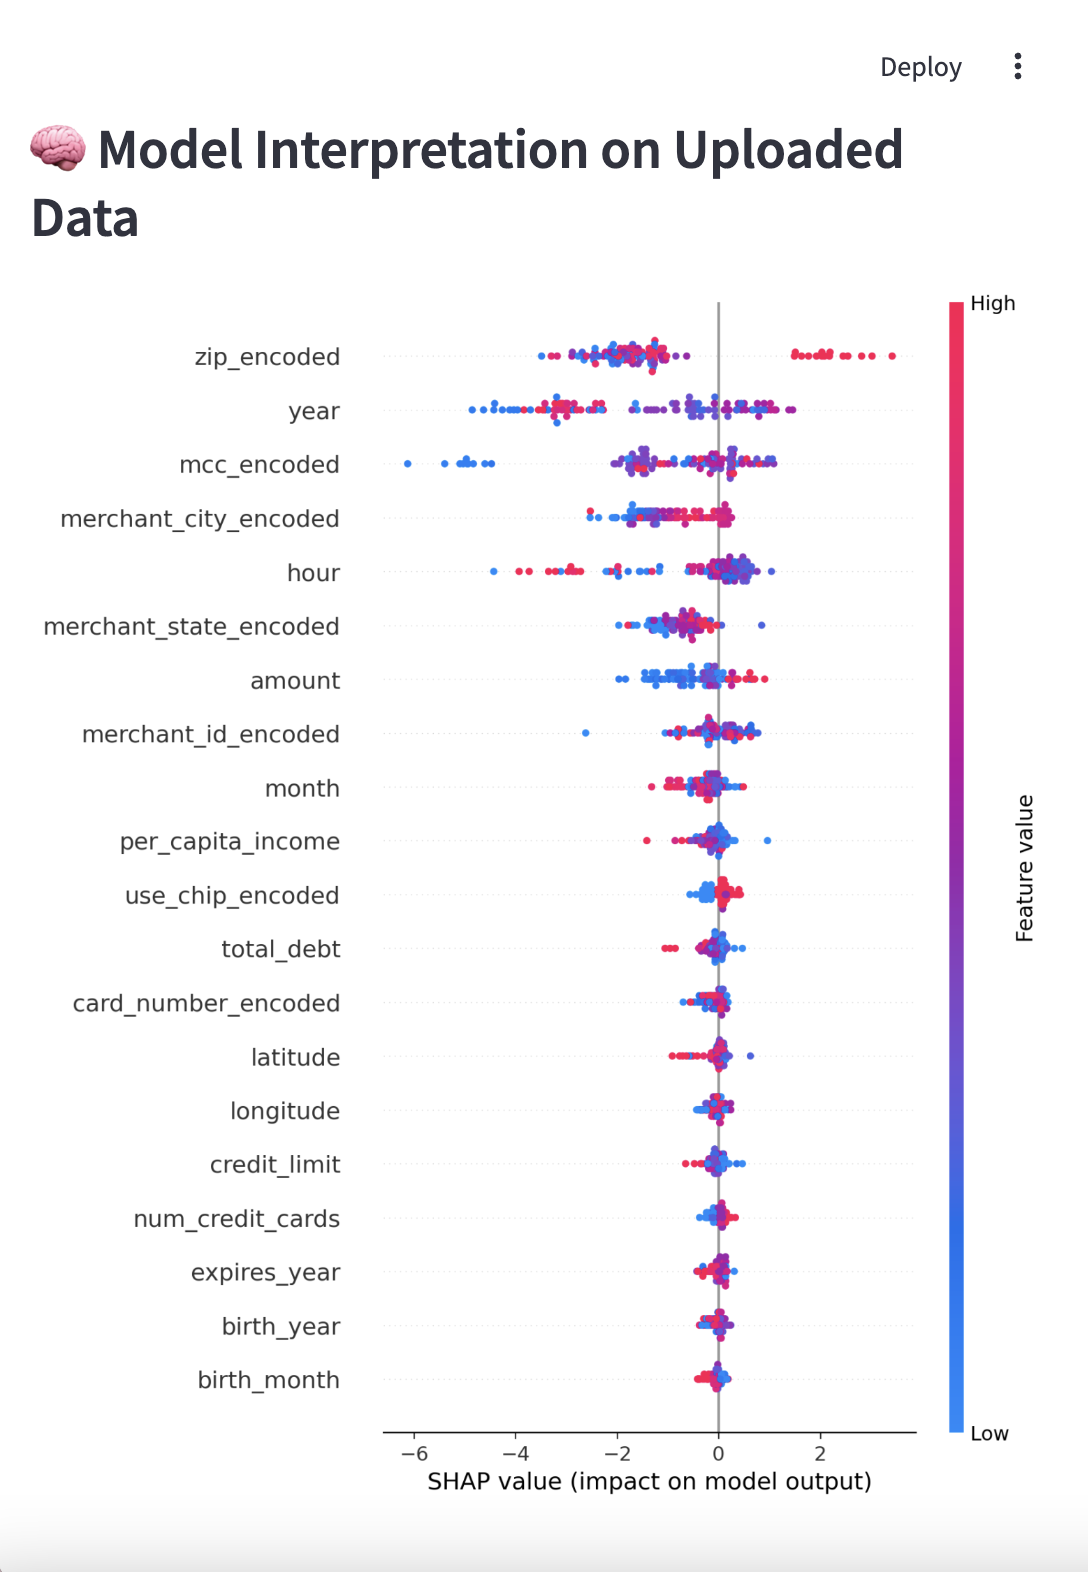 Deploy
🧠 Model Interpretation on Uploaded
Data
High
zip_encoded
year
mcc_encoded
merchant_city_encoded
hour
merchant_state_encoded
amount
merchant_id_encoded
month
per_capita_income
use_chip_encoded
total_debt
card_number_encoded
latitude
longitude
credit_limit
num_credit_cards
expires_year
birth_year
birth_month
Feature value
Low
−6 −4 −2 0 2
SHAP value (impact on model output)